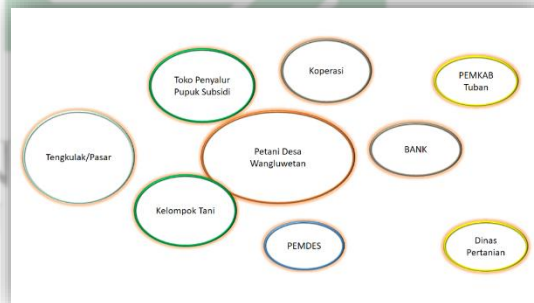 Toko Penyalur
Pupuk Subsidi
Koperasi
PEMKAB
Tuban
Tengkulak/Pasar
Petani Desa
Wangluwetan
BANK
Kelompok Tani
PEMDES
Dinas
Pertanian